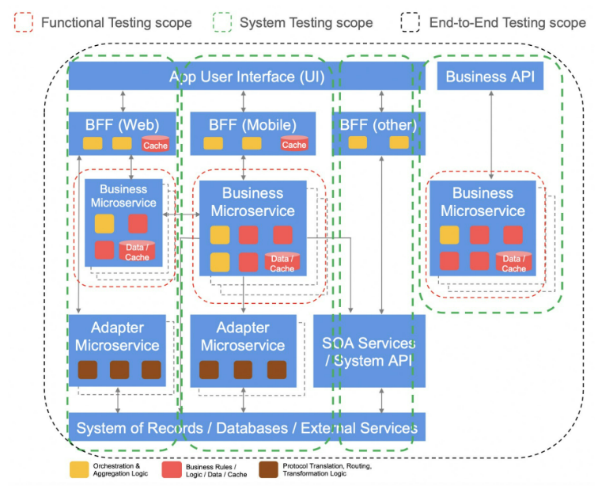 Functional Testing scope
System Testing scope
End-to-End Testing scope
App User Interface (UI)
Business API
BFF (Web)
Cache
BFF (Mobile)
Cache
BFF (other)
Business
Microservice
Data /
Cache
Business
Microservice
Data /
Cache
Business
Microservice
Data /
Cache
Adapter
Microservice
Adapter
Microservice
SOA Services
/ System API
System of Records / Databases / External Services
Orchestration &
Aggregation Logic
Business Rules /
Logic / Data / Cache
Protocol Translation, Routing,
Transformation Logic